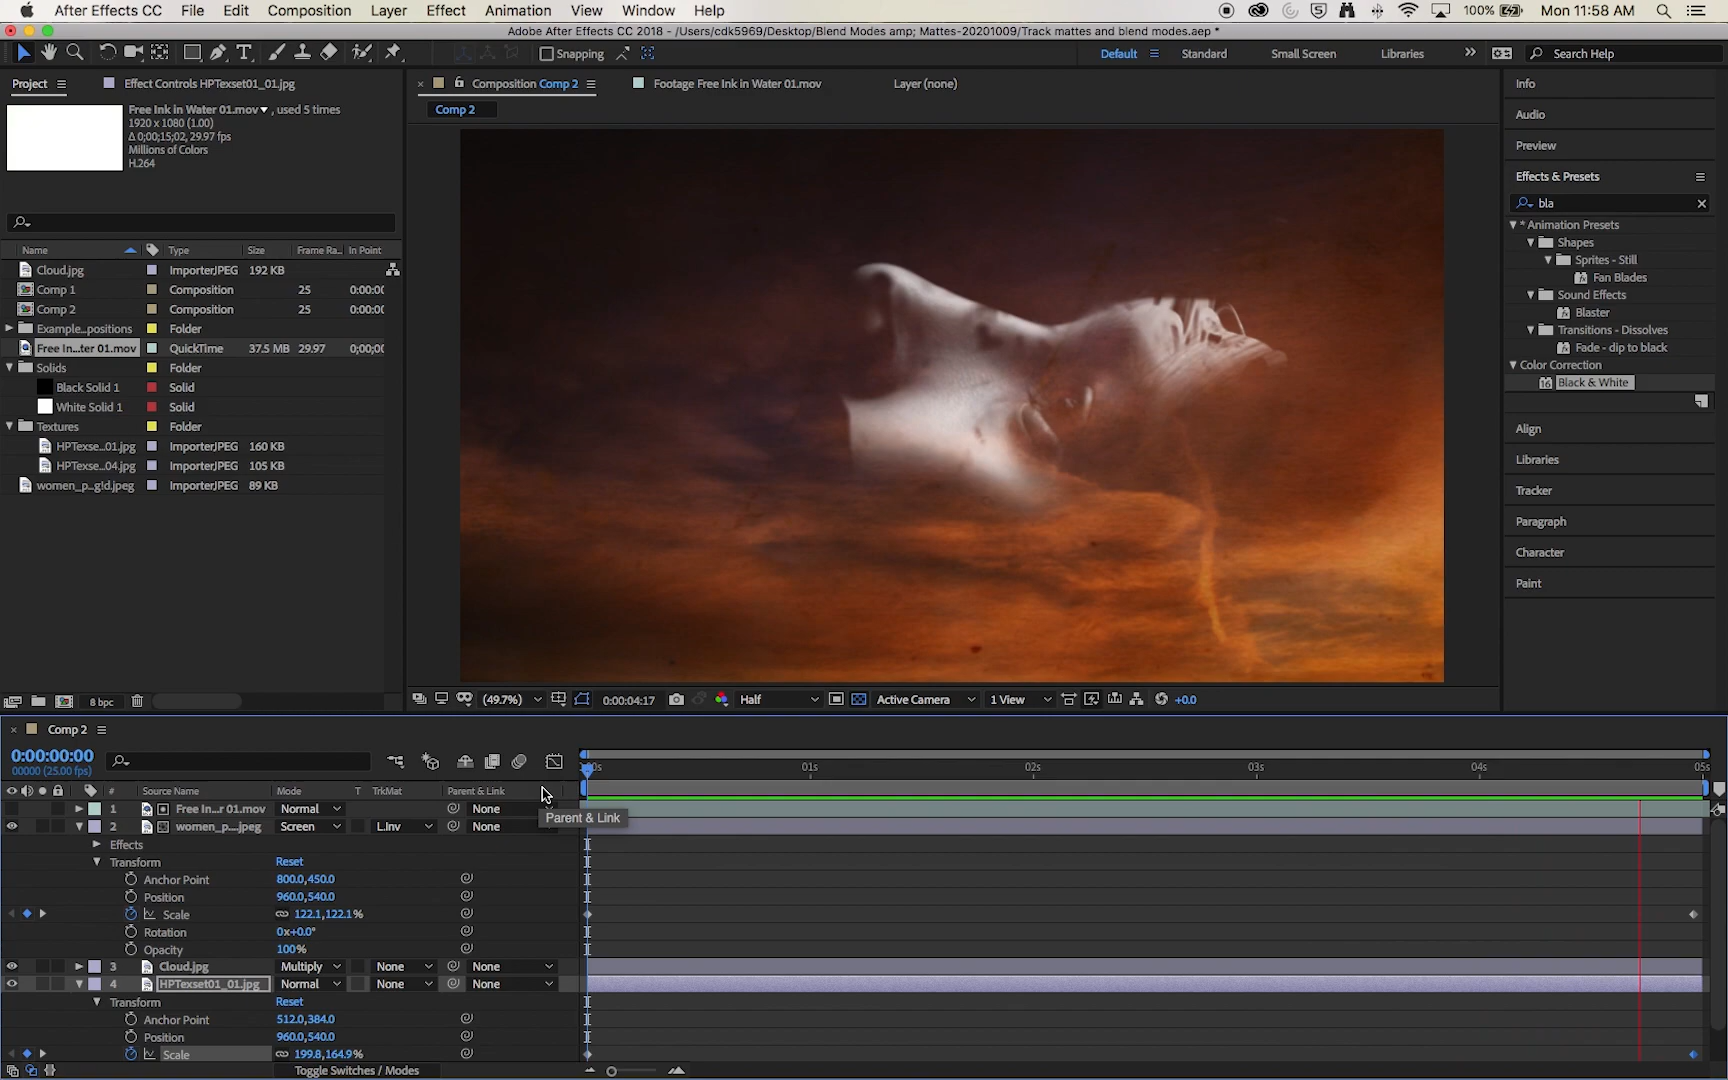 After Effects CC File Edit Composition Layer Effect Animation View Window Help 100% Mon 11:58 AM
Adobe After Effects CC 2018 - /Users/cdk5969/Desktop/Blend Modes amp; Mattes-20201009/Track mattes and blend modes.aep *
Snapping Default Standard Small Screen Libraries >> Search Help
Project Effect Controls HPTexset01_01.jpg
Free Ink in Water 01.mov , used 5 times
1920 x 1080 (1.00)
Δ 0;00;15;02, 29.97 fps
Millions of Colors
H.264
Name Type Size Frame Ra... In Point
Cloud.jpg ImporterJPEG 192 KB
Comp 1 Composition 25 0:00:0
Comp 2 Composition 25 0:00:0
Example...positions Folder
Free In...ter 01.mov QuickTime 37.5 MB 29.97 0;00;0
Solids Folder
Black Solid 1 Solid
White Solid 1 Solid
Textures Folder
HPTexse...01.jpg ImporterJPEG 160 KB
HPTexse...04.jpg ImporterJPEG 105 KB
women_p...g!d.jpeg ImporterJPEG 89 KB
8 bpc
Composition Comp 2 Footage Free Ink in Water 01.mov Layer (none)
Comp 2
(49.7%) 0:00:04:17 Half Active Camera 1 View +0.0
Info
Audio
Preview
Effects & Presets
bla
* Animation Presets
Shapes
Sprites - Still
Fan Blades
Sound Effects
Blaster
Transitions - Dissolves
Fade - dip to black
Color Correction
16 Black & White
Align
Libraries
Tracker
Paragraph
Character
Paint
Comp 2
0:00:00:00
00000 (25.00 fps)
:00s 01s 02s 03s 04s 05s
# Source Name Mode T TrkMat Parent & Link
1 Free In...r 01.mov Normal None
Parent & Link
2 women_p....jpeg Screen L.Inv None
Effects
Transform Reset
Anchor Point 800.0,450.0
Position 960.0,540.0
Scale 122.1,122.1%
Rotation 0x+0.0°
Opacity 100%
3 Cloud.jpg Multiply None None
4 HPTexset01_01.jpg Normal None None
Transform Reset
Anchor Point 512.0,384.0
Position 960.0,540.0
Scale 199.8,164.9%
Toggle Switches / Modes